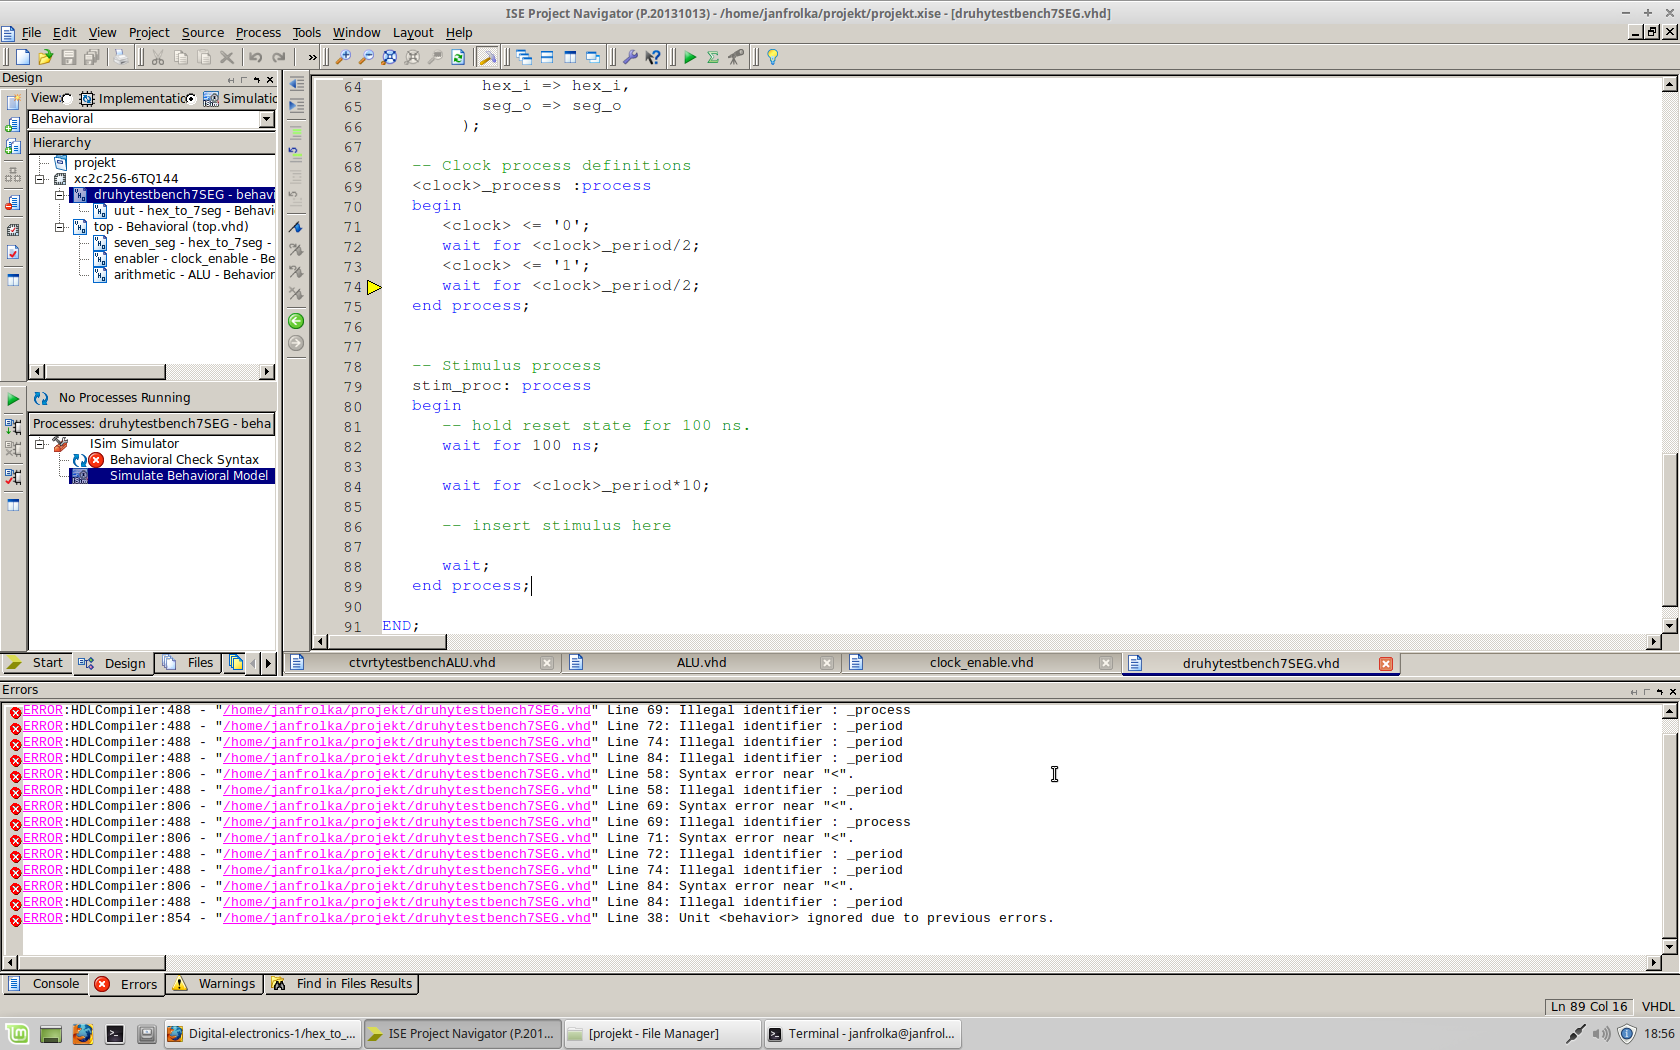 ISE Project Navigator (P.20131013) - /home/janfrolka/projekt/projekt.xise - [druhytestbench7SEG.vhd]
File Edit View Project Source Process Tools Window Layout Help
Design
View: Implementatic Simulatic
Behavioral
Hierarchy
projekt
xc2c256-6TQ144
druhytestbench7SEG - behavi
uut - hex_to_7seg - Behavi
top - Behavioral (top.vhd)
seven_seg - hex_to_7seg -
enabler - clock_enable - Be
arithmetic - ALU - Behavior
No Processes Running
Processes: druhytestbench7SEG - beha
ISim Simulator
Behavioral Check Syntax
Simulate Behavioral Model
Start Design Files
64 hex_i => hex_i,
65 seg_o => seg_o
66 );
67
68 -- Clock process definitions
69 <clock>_process :process
70 begin
71 <clock> <= '0';
72 wait for <clock>_period/2;
73 <clock> <= '1';
74 wait for <clock>_period/2;
75 end process;
76
77
78 -- Stimulus process
79 stim_proc: process
80 begin
81 -- hold reset state for 100 ns.
82 wait for 100 ns;
83
84 wait for <clock>_period*10;
85
86 -- insert stimulus here
87
88 wait;
89 end process;
90
91 END;
ctvrtytestbenchALU.vhd ALU.vhd clock_enable.vhd druhytestbench7SEG.vhd
Errors
ERROR:HDLCompiler:488 - "/home/janfrolka/projekt/druhytestbench7SEG.vhd" Line 69: Illegal identifier : _process
ERROR:HDLCompiler:488 - "/home/janfrolka/projekt/druhytestbench7SEG.vhd" Line 72: Illegal identifier : _period
ERROR:HDLCompiler:488 - "/home/janfrolka/projekt/druhytestbench7SEG.vhd" Line 74: Illegal identifier : _period
ERROR:HDLCompiler:488 - "/home/janfrolka/projekt/druhytestbench7SEG.vhd" Line 84: Illegal identifier : _period
ERROR:HDLCompiler:806 - "/home/janfrolka/projekt/druhytestbench7SEG.vhd" Line 58: Syntax error near "<".
ERROR:HDLCompiler:488 - "/home/janfrolka/projekt/druhytestbench7SEG.vhd" Line 58: Illegal identifier : _period
ERROR:HDLCompiler:806 - "/home/janfrolka/projekt/druhytestbench7SEG.vhd" Line 69: Syntax error near "<".
ERROR:HDLCompiler:488 - "/home/janfrolka/projekt/druhytestbench7SEG.vhd" Line 69: Illegal identifier : _process
ERROR:HDLCompiler:806 - "/home/janfrolka/projekt/druhytestbench7SEG.vhd" Line 71: Syntax error near "<".
ERROR:HDLCompiler:488 - "/home/janfrolka/projekt/druhytestbench7SEG.vhd" Line 72: Illegal identifier : _period
ERROR:HDLCompiler:488 - "/home/janfrolka/projekt/druhytestbench7SEG.vhd" Line 74: Illegal identifier : _period
ERROR:HDLCompiler:806 - "/home/janfrolka/projekt/druhytestbench7SEG.vhd" Line 84: Syntax error near "<".
ERROR:HDLCompiler:488 - "/home/janfrolka/projekt/druhytestbench7SEG.vhd" Line 84: Illegal identifier : _period
ERROR:HDLCompiler:854 - "/home/janfrolka/projekt/druhytestbench7SEG.vhd" Line 38: Unit <behavior> ignored due to previous errors.
Console Errors Warnings Find in Files Results
Ln 89 Col 16 VHDL
Digital-electronics-1/hex_to_... ISE Project Navigator (P.201... [projekt - File Manager] Terminal - janfrolka@janfrol... 18:56